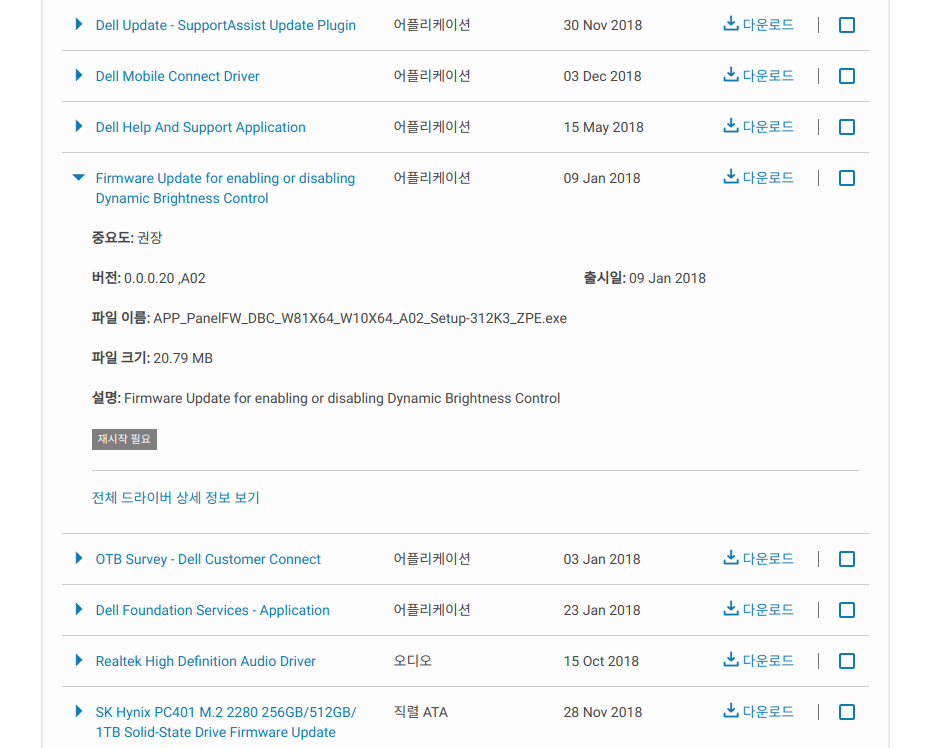 Dell Update - SupportAssist Update Plugin 어플리케이션 30 Nov 2018 다운로드 |
Dell Mobile Connect Driver 어플리케이션 03 Dec 2018 다운로드 |
Dell Help And Support Application 어플리케이션 15 May 2018 다운로드 |
Firmware Update for enabling or disabling 어플리케이션 09 Jan 2018 다운로드 |
Dynamic Brightness Control
중요도: 권장
버전: 0.0.0.20 ,A02 출시일: 09 Jan 2018
파일 이름: APP_PanelFW_DBC_W81X64_W10X64_A02_Setup-312K3_ZPE.exe
파일 크기: 20.79 MB
설명: Firmware Update for enabling or disabling Dynamic Brightness Control
재시작 필요
전체 드라이버 상세 정보 보기
OTB Survey - Dell Customer Connect 어플리케이션 03 Jan 2018 다운로드 |
Dell Foundation Services - Application 어플리케이션 23 Jan 2018 다운로드 |
Realtek High Definition Audio Driver 오디오 15 Oct 2018 다운로드 |
SK Hynix PC401 M.2 2280 256GB/512GB/ 직렬 ATA 28 Nov 2018 다운로드 |
1TB Solid-State Drive Firmware Update